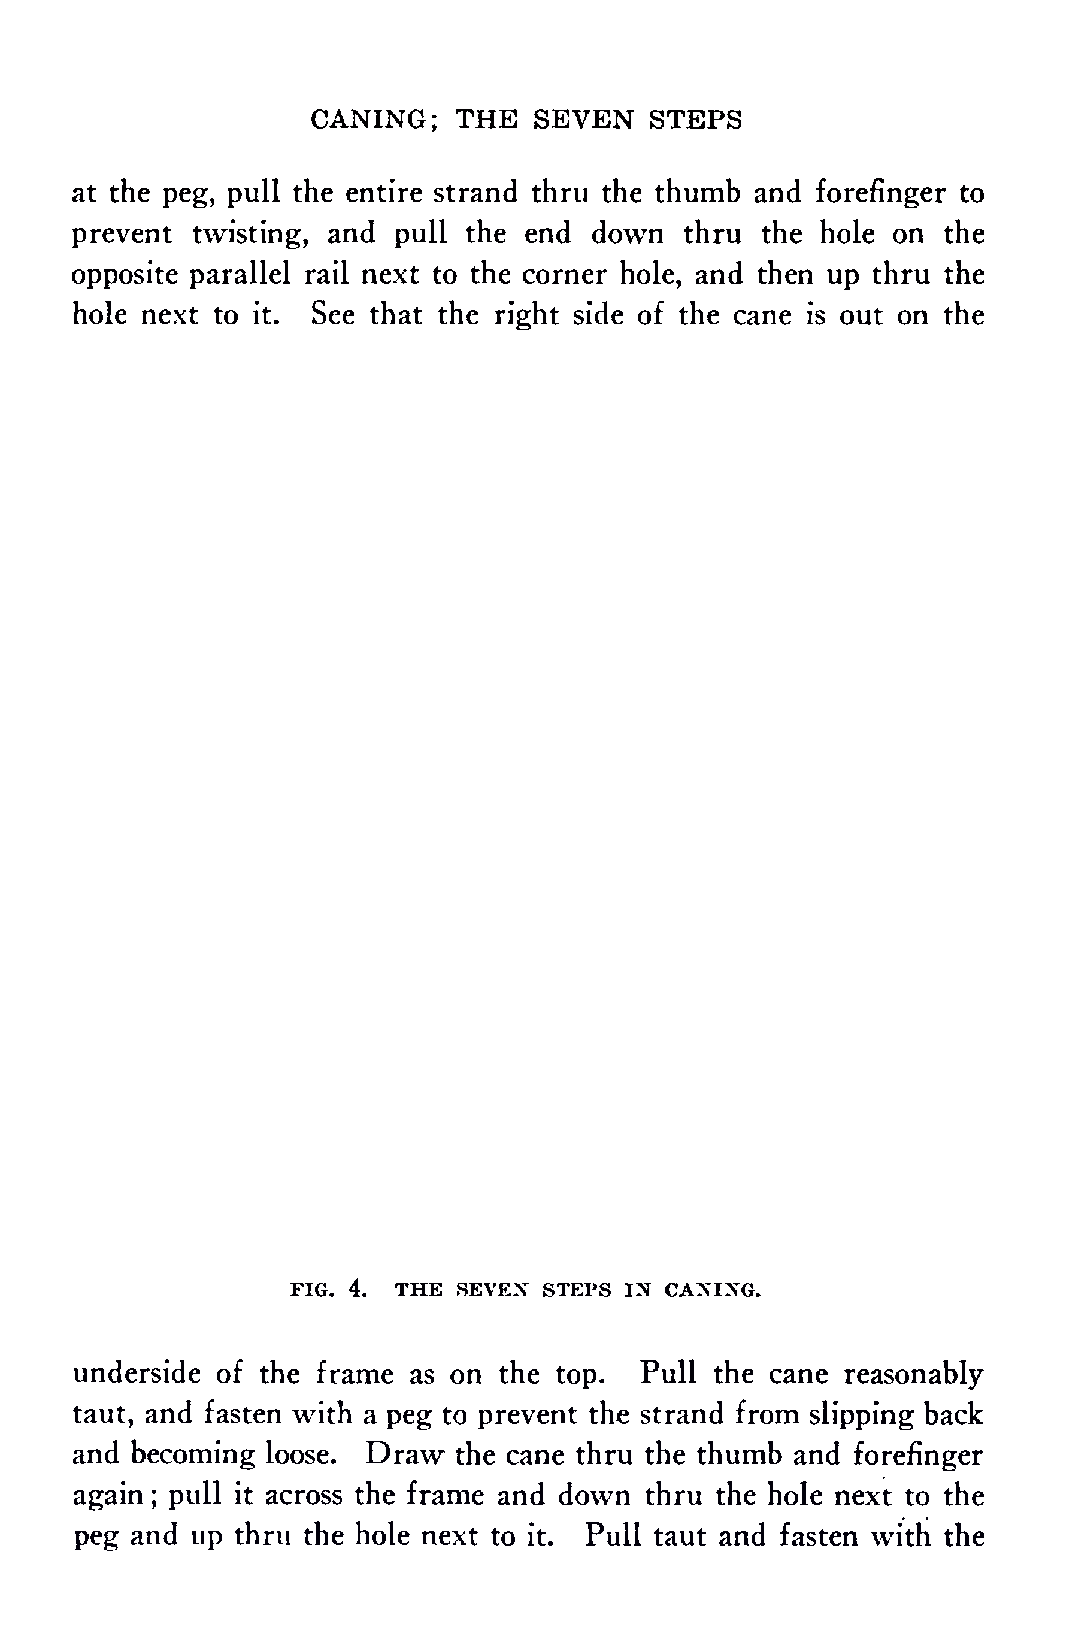 CANING; THE SEVEN STEPS
at the peg, pull the entire strand thru the thumb and forefinger to
prevent twisting, and pull the end down thru the hole on the
opposite parallel rail next to the corner hole, and then up thru the
hole next to it. See that the right side of the cane is out on the
FIG. 4. THE SEVEN STEPS IN CANING.
underside of the frame as on the top. Pull the cane reasonably
taut, and fasten with a peg to prevent the strand from slipping back
and becoming loose. Draw the cane thru the thumb and forefinger
again; pull it across the frame and down thru the hole next to the
peg and up thru the hole next to it. Pull taut and fasten with the